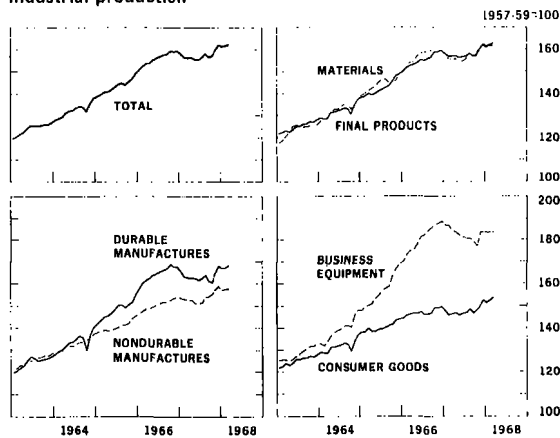 Industrial production
1957-59=100
TOTAL
160
MATERIALS
140
FINAL PRODUCTS
120
100
200
DURABLE
MANUFACTURES
NONDURABLE
MANUFACTURES
180
BUSINESS
EQUIPMENT
160
140
CONSUMER GOODS
120
100
1964 1966 1968
1964 1966 1968